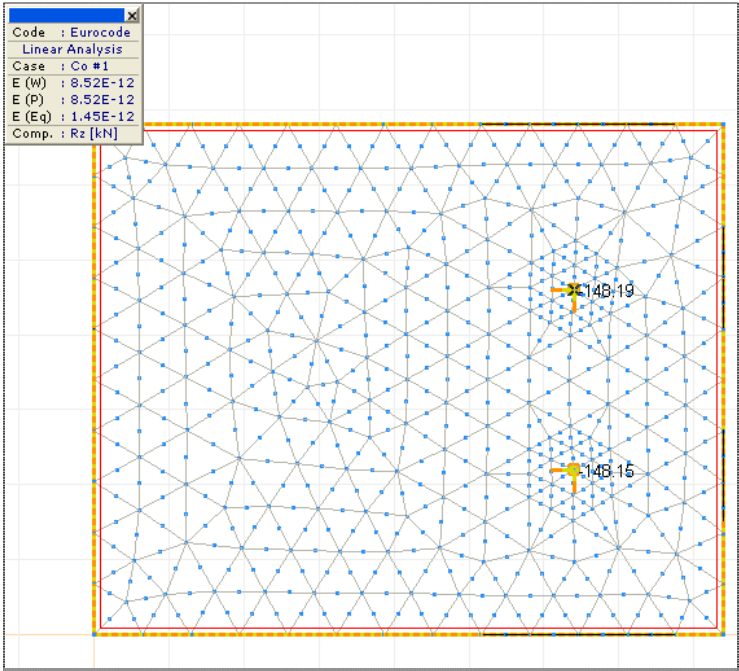 Code : Eurocode
Linear Analysis
Case : Co #1
E (W) : 8.52E-12
E (P) : 8.52E-12
E (Eq) : 1.45E-12
Comp. : Rz [kN]
-148.19
-148.15